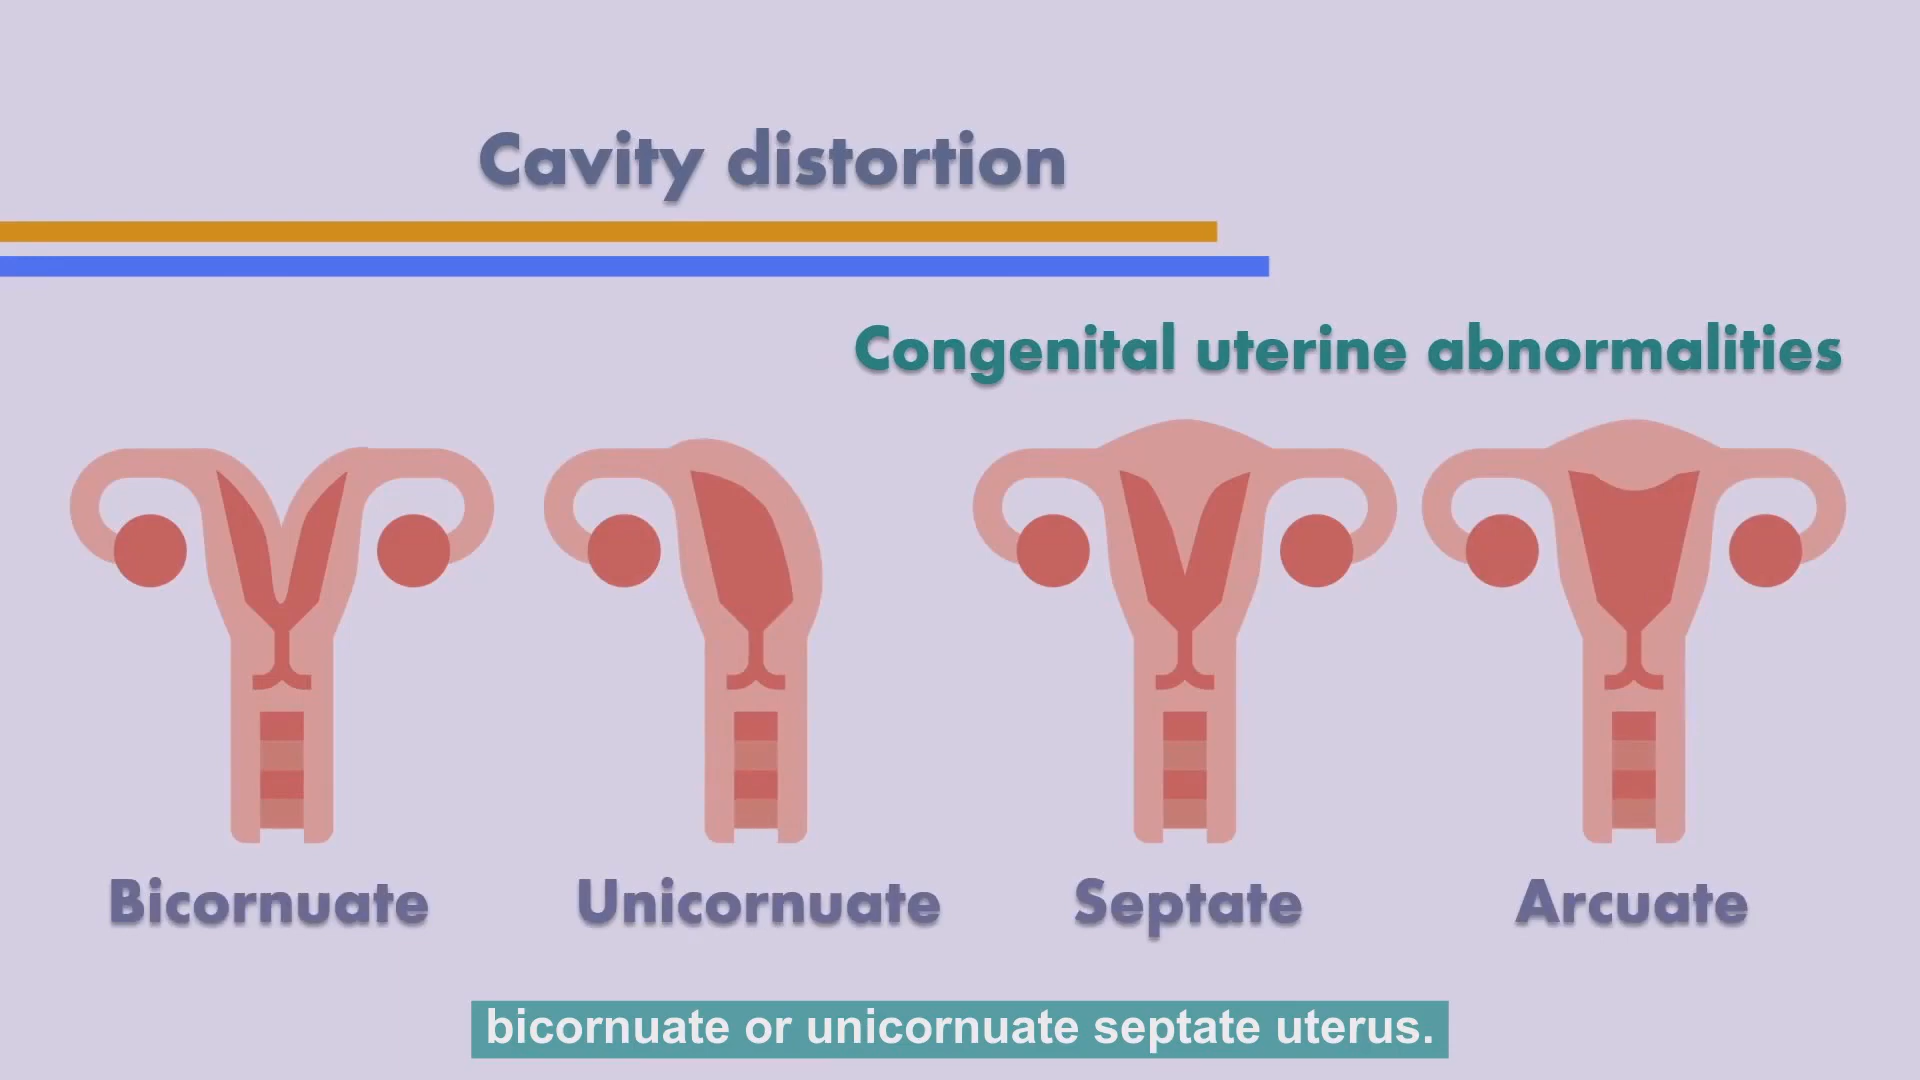 Cavity distortion
Congenital uterine abnormalities
Bicornuate
Unicornuate
Septate
Arcuate
bicornuate or unicornuate septate uterus.